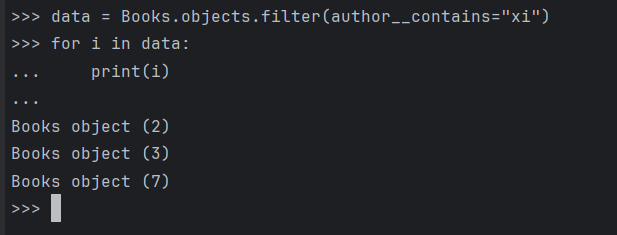 >>> data = Books.objects.filter(author__contains="xi")
>>> for i in data:
...     print(i)
...
Books object (2)
Books object (3)
Books object (7)
>>>